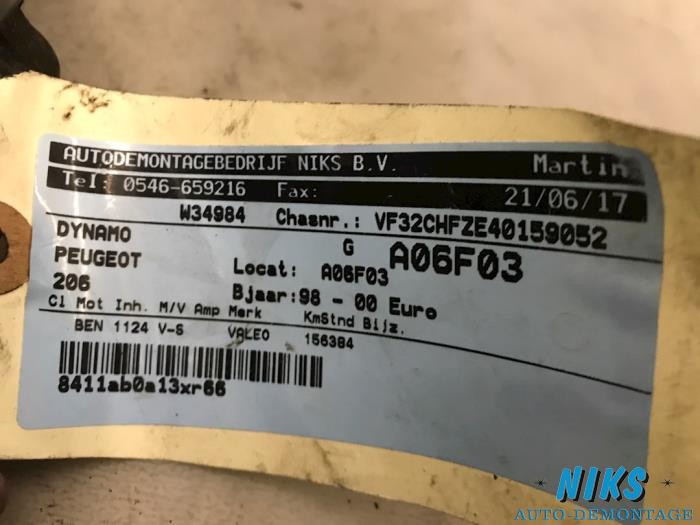 AUTODEMONTAGEBEDRIJF NIKS B.V. Martin
Tel: 0546-659216 Fax: 21/06/17
W34984 Chasnr.: VF32CHFZE40159052
DYNAMO G A06F03
PEUGEOT Locat: A06F03
206 Bjaar:98 - 00 Euro
Cl Mot Inh. M/V Amp Merk KmStnd Bijz.
BEN 1124 V-S VALEO 156384
8411ab0a13xr66
NIKS
AUTO-DEMONTAGE